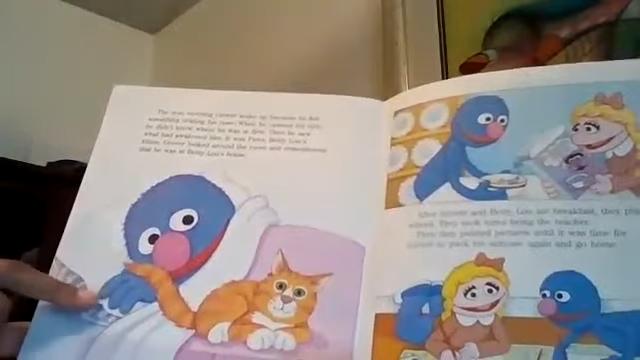 The next morning Grover woke up because he felt
something tickling his nose! When he opened his eyes,
he didn't know where he was at first. Then he saw
what had awakened him. It was Fance, Betty Lou's
kitten. Grover looked around the room and remembered
that he was at Betty Lou's house.
After Grover and Betty Lou ate breakfast, they played
school. They took turns being the teacher.
Then they painted pictures until it was time for
Grover to pack his suitcase again and go home.